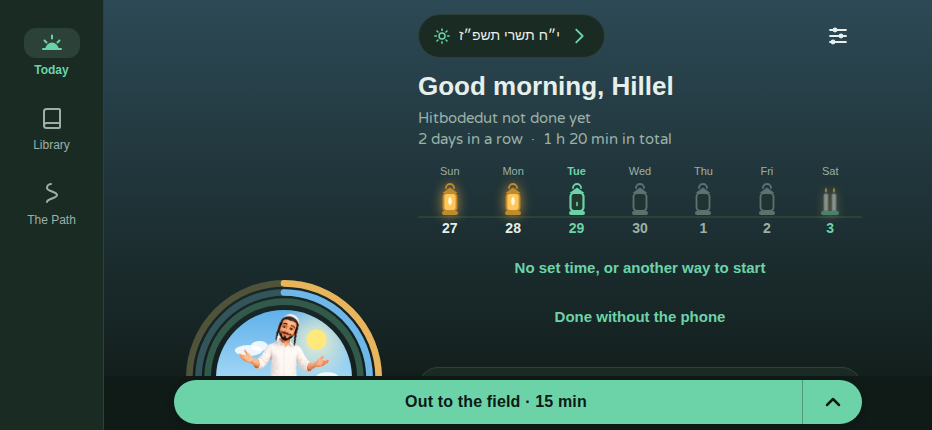 Today
Library
The Path
י״ח תשרי תשפ״ז
Good morning, Hillel
Hitbodedut not done yet
2 days in a row · 1 h 20 min in total
Sun Mon Tue Wed Thu Fri Sat
27 28 29 30 1 2 3
No set time, or another way to start
Done without the phone
Out to the field · 15 min